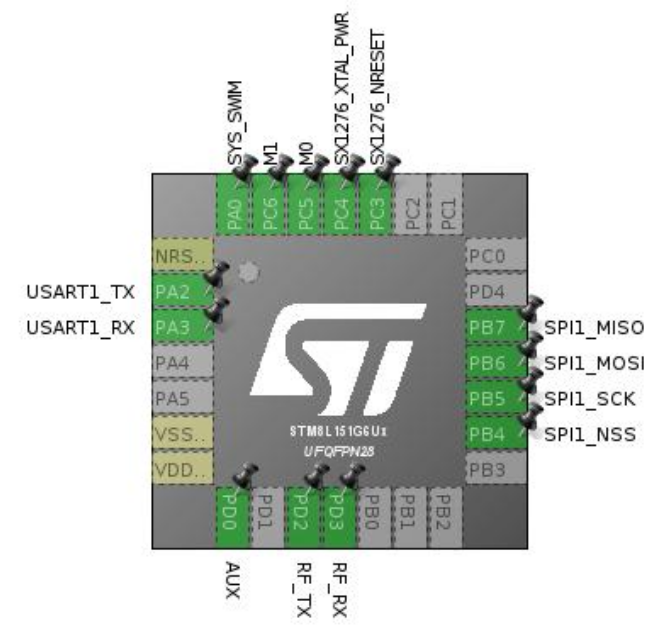 SYS_SWIM
M1
M0
SX1276_XTAL_PWR
SX1276_NRESET
PA0
PC6
PC5
PC4
PC3
PC2
PC1
NRS..
USART1_TX PA2
USART1_RX PA3
PA4
PA5
VSS..
VDD..
PC0
PD4
PB7 SPI1_MISO
PB6 SPI1_MOSI
PB5 SPI1_SCK
PB4 SPI1_NSS
PB3
ST
STM8L151G6Ux
UFQFPN28
PD0
PD1
PD2
PD3
PB0
PB1
PB2
AUX
RF_TX
RF_RX